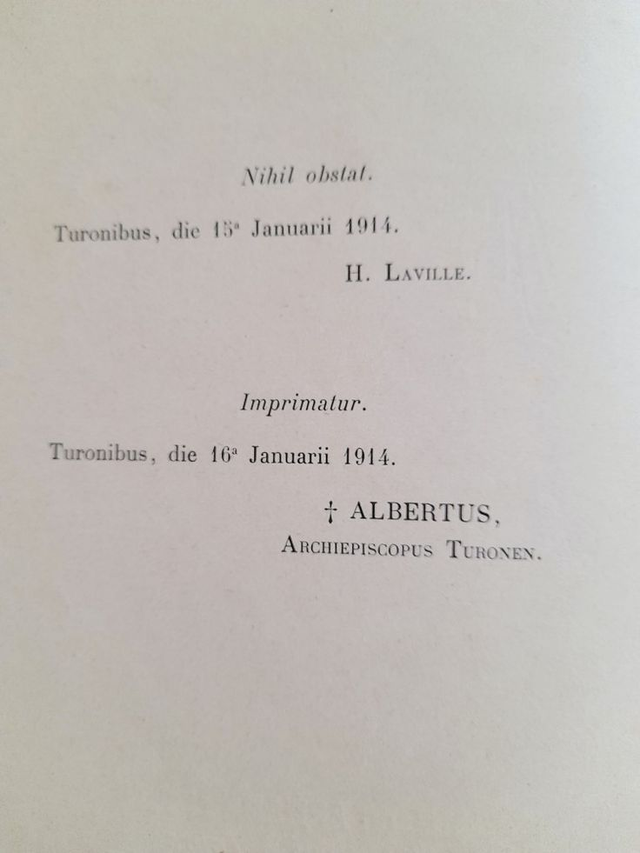 Nihil obstat.
Turonibus, die 15ª Januarii 1914.
H. LAVILLE.
Imprimatur.
Turonibus, die 16ª Januarii 1914.
† ALBERTUS,
ARCHIEPISCOPUS TURONEN.